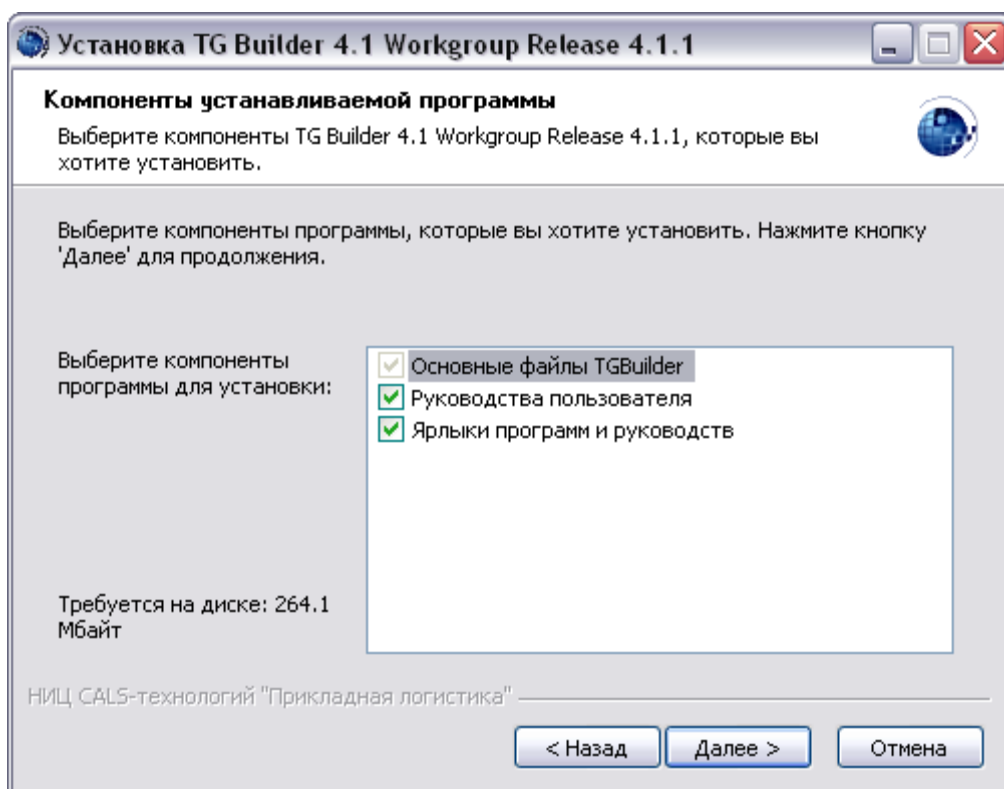 Установка TG Builder 4.1 Workgroup Release 4.1.1
Компоненты устанавливаемой программы
Выберите компоненты TG Builder 4.1 Workgroup Release 4.1.1, которые вы
хотите установить.
Выберите компоненты программы, которые вы хотите установить. Нажмите кнопку
'Далее' для продолжения.
Выберите компоненты
программы для установки:
Основные файлы TGBuilder
Руководства пользователя
Ярлыки программ и руководств
Требуется на диске: 264.1
Мбайт
НИЦ CALS-технологий "Прикладная логистика"
< Назад
Далее >
Отмена